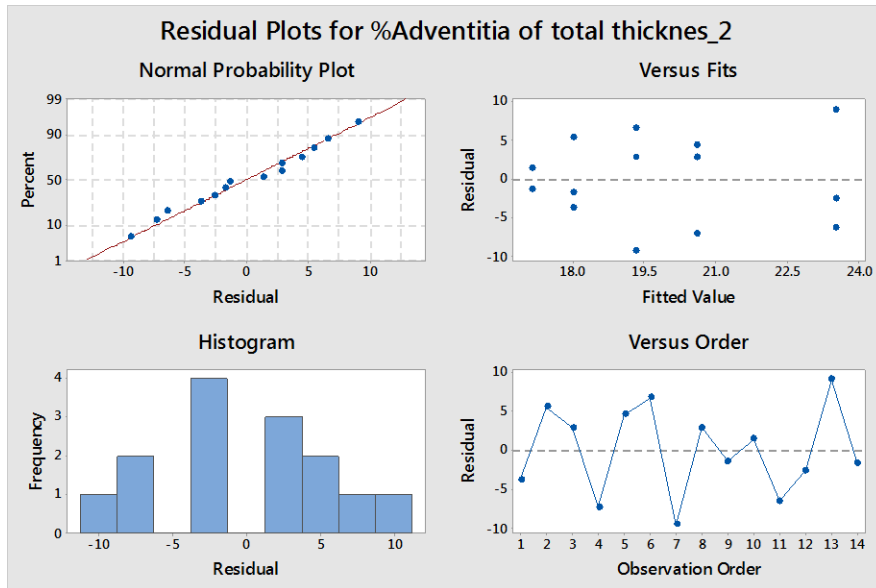 Residual Plots for %Adventitia of total thicknes_2
Normal Probability Plot
99
90
50
10
1
Percent
-10 -5 0 5 10
Residual
Versus Fits
10
5
0
-5
-10
Residual
18.0 19.5 21.0 22.5 24.0
Fitted Value
Histogram
4
3
2
1
0
Frequency
-10 -5 0 5 10
Residual
Versus Order
10
5
0
-5
-10
Residual
1 2 3 4 5 6 7 8 9 10 11 12 13 14
Observation Order